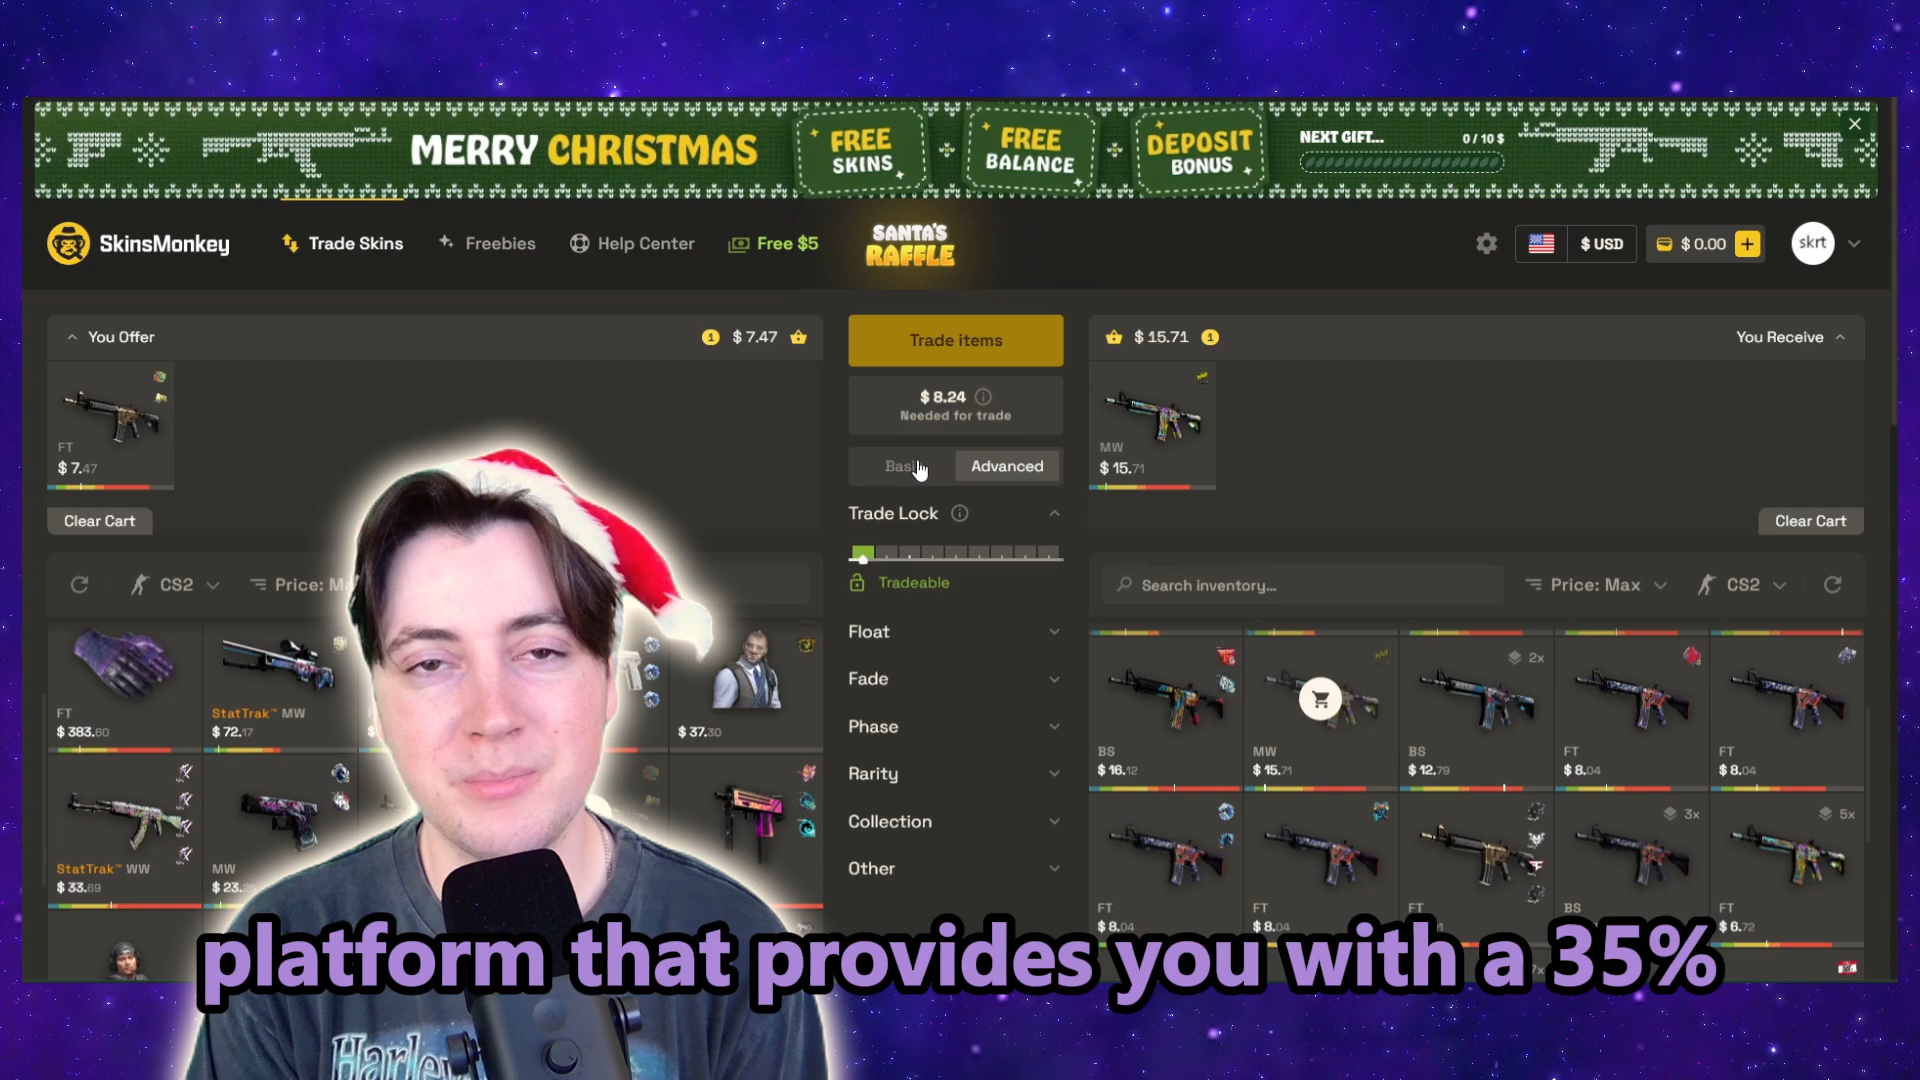 MERRY CHRISTMAS
FREE SKINS
FREE BALANCE
DEPOSIT BONUS
NEXT GIFT...
0 / 10 $
SkinsMonkey
Trade Skins
Freebies
Help Center
Free $5
SANTA'S RAFFLE
$ USD
$ 0.00
skrt
You Offer
1
$ 7.47
Trade items
$ 15.71
1
You Receive
$ 8.24
Needed for trade
FT
$ 7.47
MW
$ 15.71
Advanced
Clear Cart
Trade Lock
Clear Cart
CS2
Price:
Tradeable
Search inventory...
Price: Max
CS2
Float
Fade
Phase
Rarity
Collection
Other
FT
$ 383.60
StatTrak™ MW
$ 72.17
$ 37.30
StatTrak™ WW
$ 33.69
MW
BS
$ 16.12
MW
$ 15.71
2x
BS
$ 12.79
FT
$ 8.04
FT
$ 8.04
FT
$ 8.04
FT
$ 8.04
FT
3x
BS
5x
FT
$ 6.72
platform that provides you with a 35%